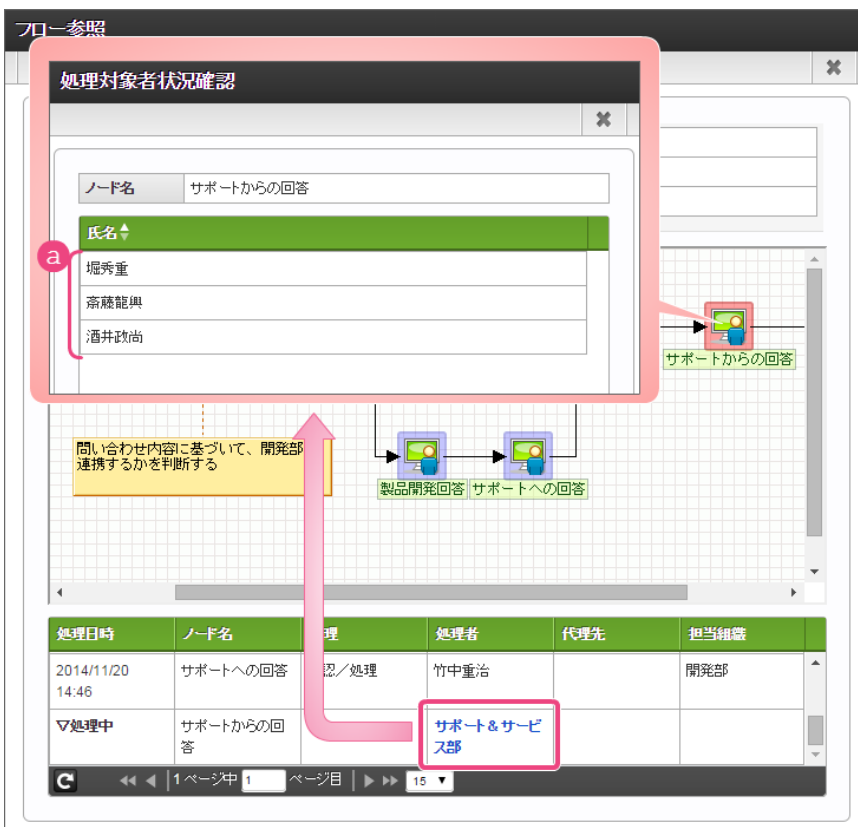 フロー参照
処理対象者状況確認
ノード名 サポートからの回答
氏名
a
堀秀重
斎藤龍興
酒井政尚
サポートからの回答
問い合わせ内容に基づいて、開発部
連携するかを判断する
製品開発回答 サポートへの回答
処理日時 ノード名 理 処理者 代理先 担当組織
2014/11/20 サポートへの回答 認／処理 竹中重治 開発部
14:46
▽処理中 サポートからの回 サポート＆サービ
答 ス部
1 ページ中 1 ページ目 15